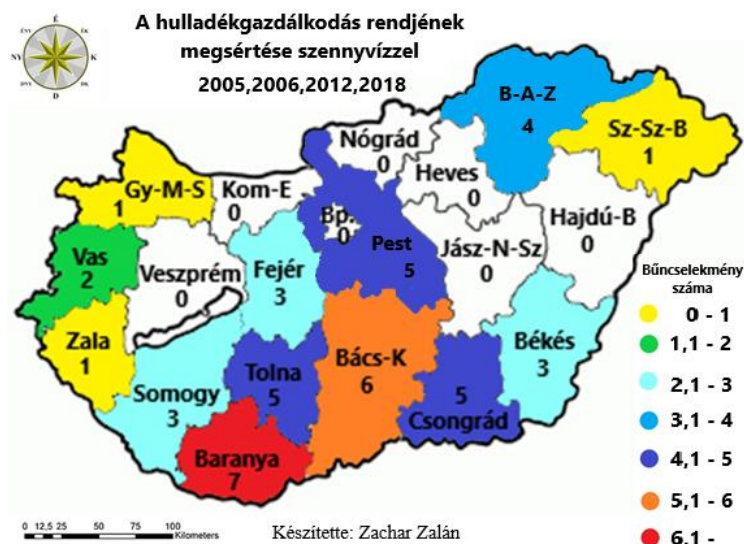 A hulladékgazdálkodás rendjének
megsértése szennyvízzel
2005,2006,2012,2018
É
ÉNY
ÉK
NY
K
DNY
DK
D
B-A-Z
4
Sz-Sz-B
1
Nógrád
0
Heves
0
Gy-M-S
1
Kom-E
0
Bp.
0
Pest
5
Hajdú-B
0
Jász-N-Sz
0
Vas
2
Veszprém
0
Fejér
3
Zala
1
Somogy
3
Tolna
5
Bács-K
6
5
Csongrád
Békés
3
Baranya
7
Bűncselekmény
száma
0 - 1
1,1 - 2
2,1 - 3
3,1 - 4
4,1 - 5
5,1 - 6
6,1 -
0 12,5 25 50 75 100
Kilometers
Készítette: Zachar Zalán